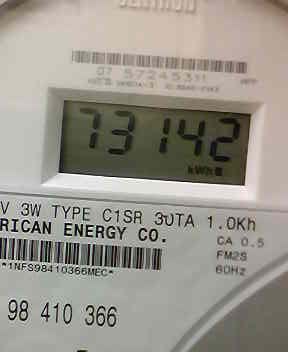 CENTRON
07 57245311
73142
kWh
V 3W TYPE C1SR 30TA 1.0Kh
RICAN ENERGY CO.
CA 0.5
FM2S
60Hz
*1NFS98410366MEC*
98 410 366